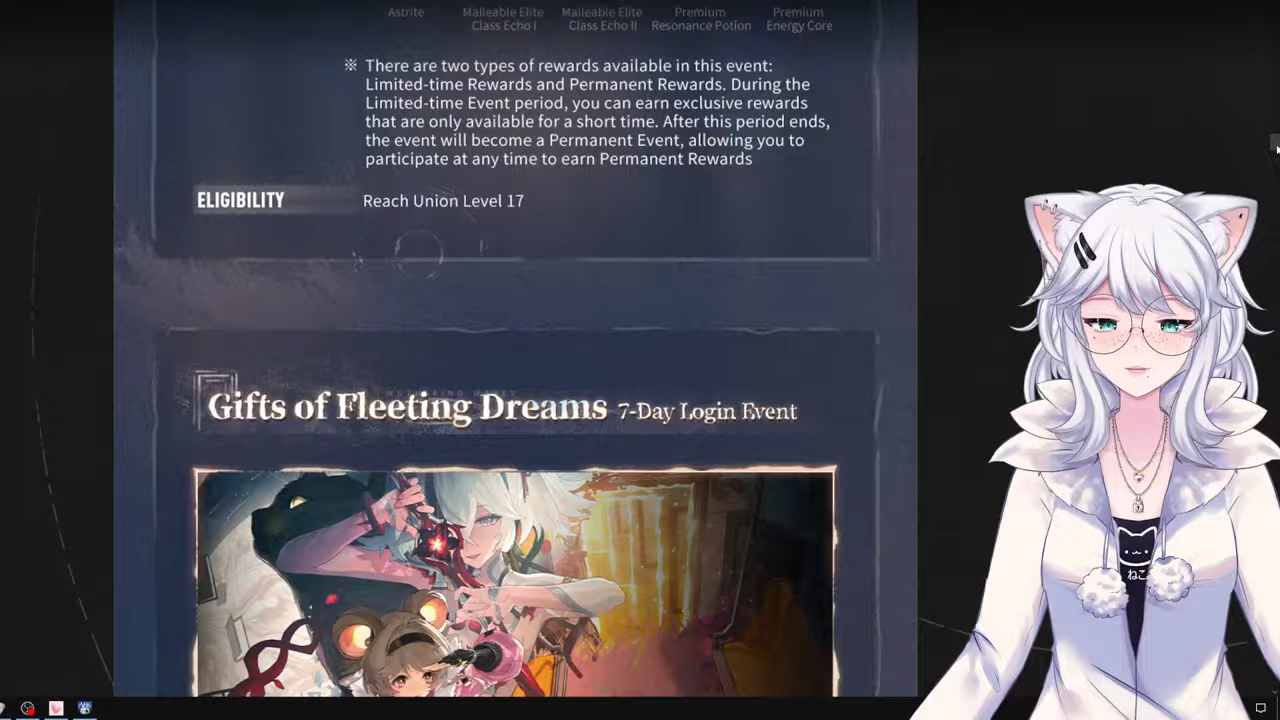 Astrite
Malleable Elite
Class Echo I
Malleable Elite
Class Echo II
Premium
Resonance Potion
Premium
Energy Core
※ There are two types of rewards available in this event:
Limited-time Rewards and Permanent Rewards. During the
Limited-time Event period, you can earn exclusive rewards
that are only available for a short time. After this period ends,
the event will become a Permanent Event, allowing you to
participate at any time to earn Permanent Rewards
ELIGIBILITY
Reach Union Level 17
Gifts of Fleeting Dreams 7-Day Login Event
ねこ